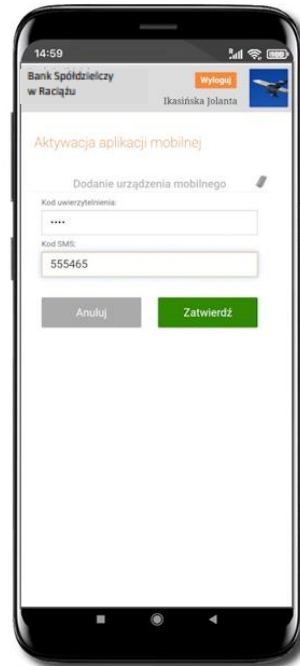 14:59
Bank Spółdzielczy
w Raciążu
Wyloguj
Ikasińska Jolanta
Aktywacja aplikacji mobilnej
Dodanie urządzenia mobilnego
Kod uwierzytelnienia:
••••
Kod SMS:
555465
Anuluj
Zatwierdź